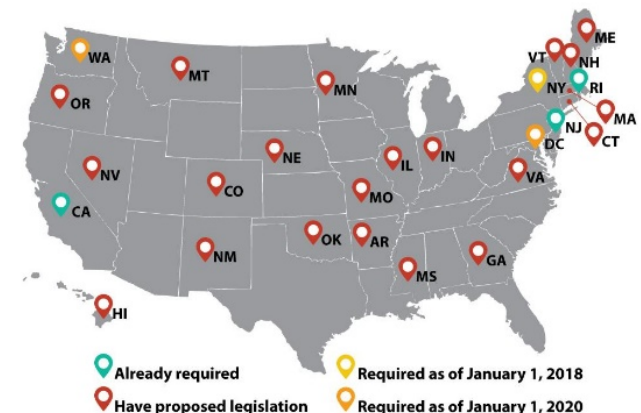 ME
WA
VT
NH
MT
MN
NY
RI
OR
MA
NJ
CT
DC
NE
IL
IN
NV
VA
CO
MO
CA
OK
AR
NM
GA
MS
HI
Already required
Required as of January 1, 2018
Have proposed legislation
Required as of January 1, 2020